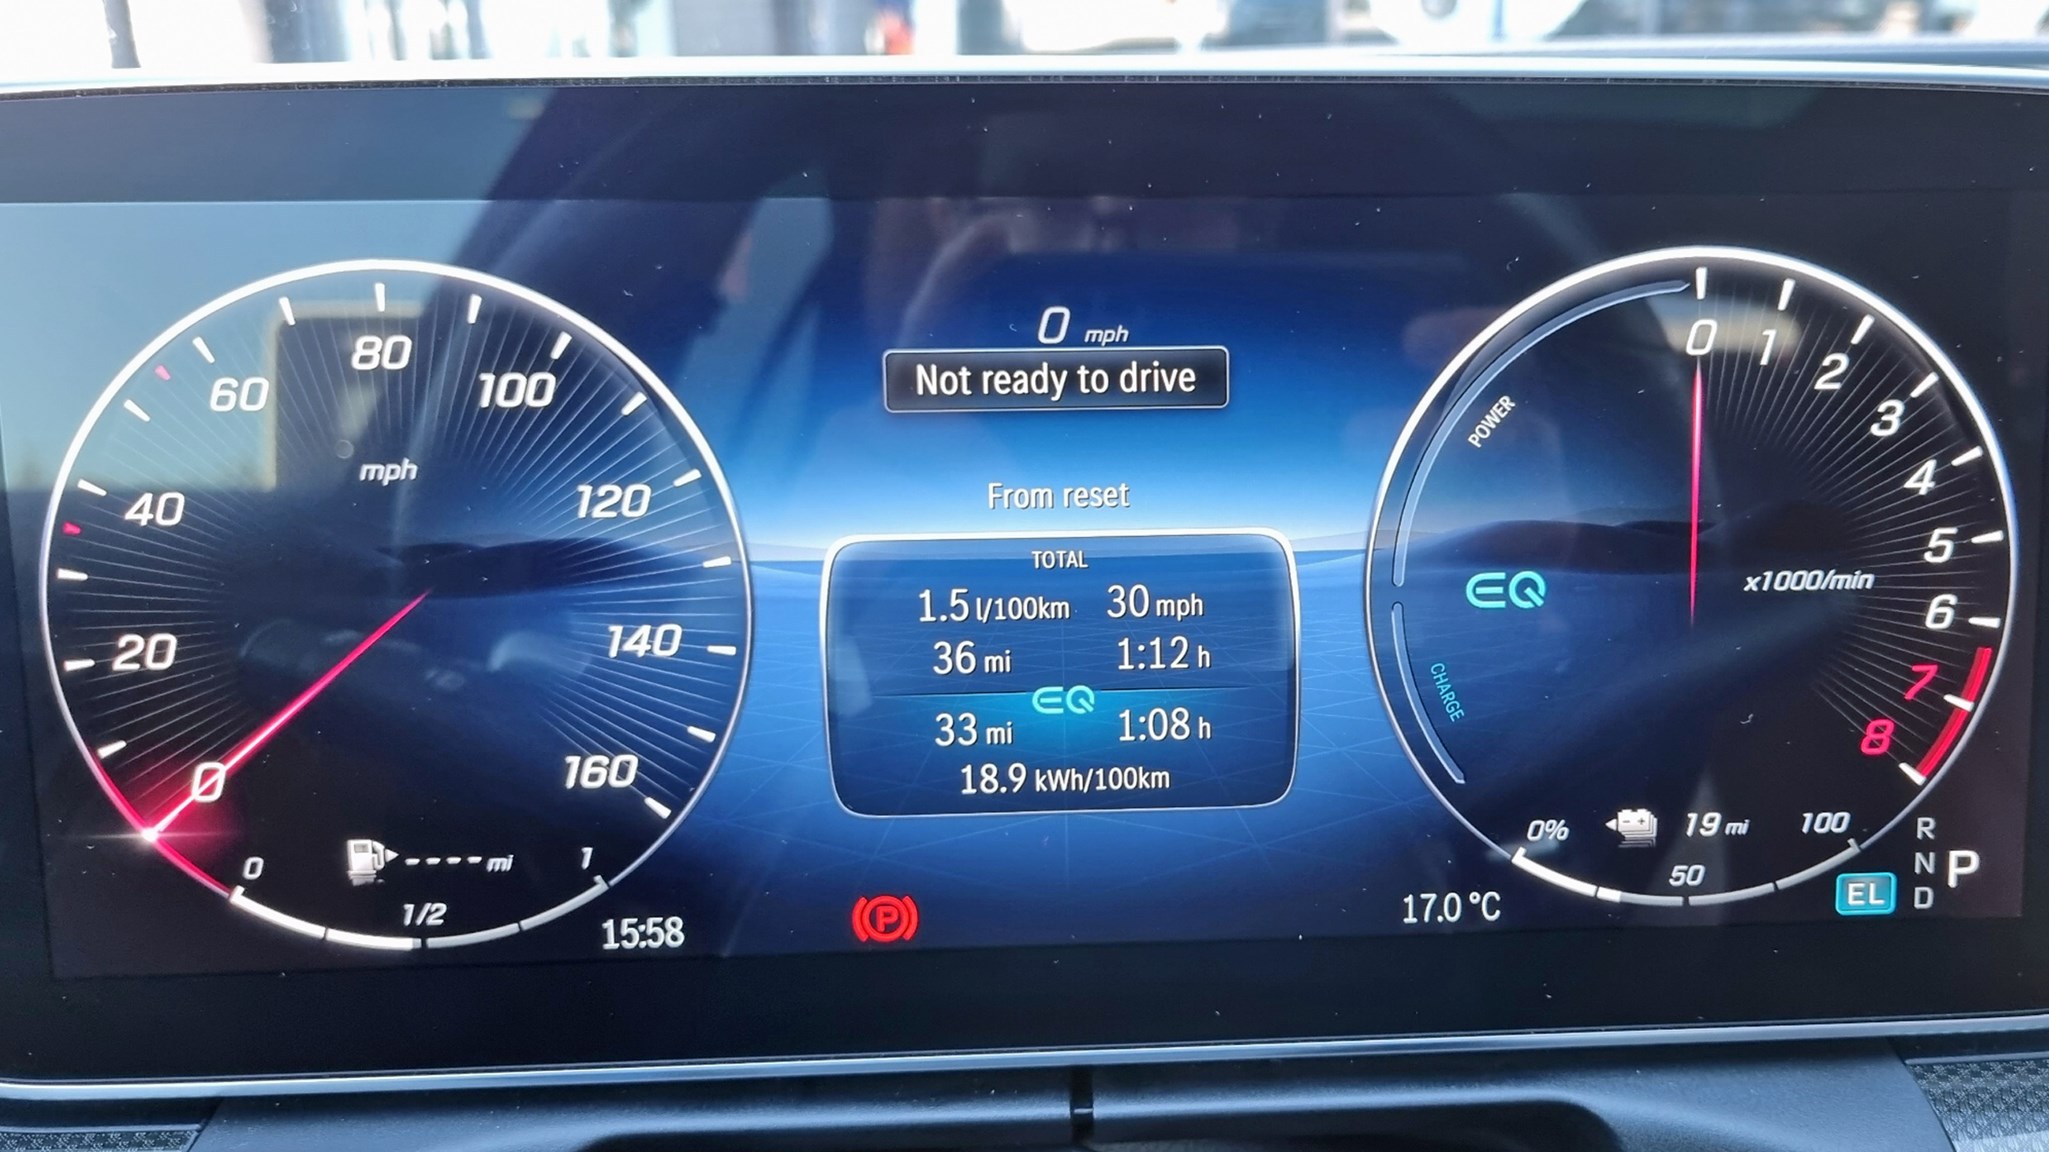 0 mph
Not ready to drive
From reset
TOTAL
1.5 l/100km 30 mph
36 mi 1:12 h
EQ
33 mi 1:08 h
18.9 kWh/100km
0
20
40
60
80
100
120
140
160
mph
0 1/2 1
---- mi
15:58
P
17.0 °C
POWER
CHARGE
EQ
0
1
2
3
4
5
6
7
8
x1000/min
0% 50 100
19 mi
EL
R
N
D
P